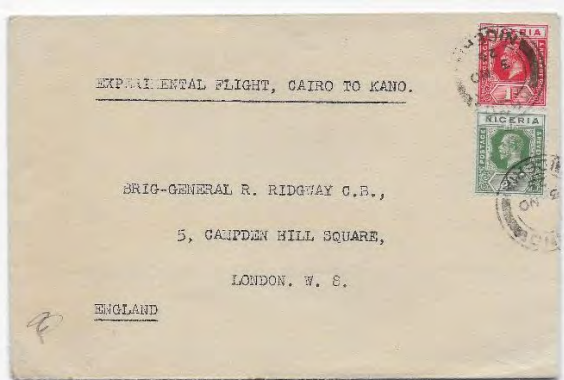 NIGERIA
NIGERIA
POSTAGE
EXPERIMENTAL FLIGHT, CAIRO TO KANO.
BRIG-GENERAL R. RIDGWAY C.B.,
5, CAMPDEN HILL SQUARE,
LONDON. W. 8.
ENGLAND